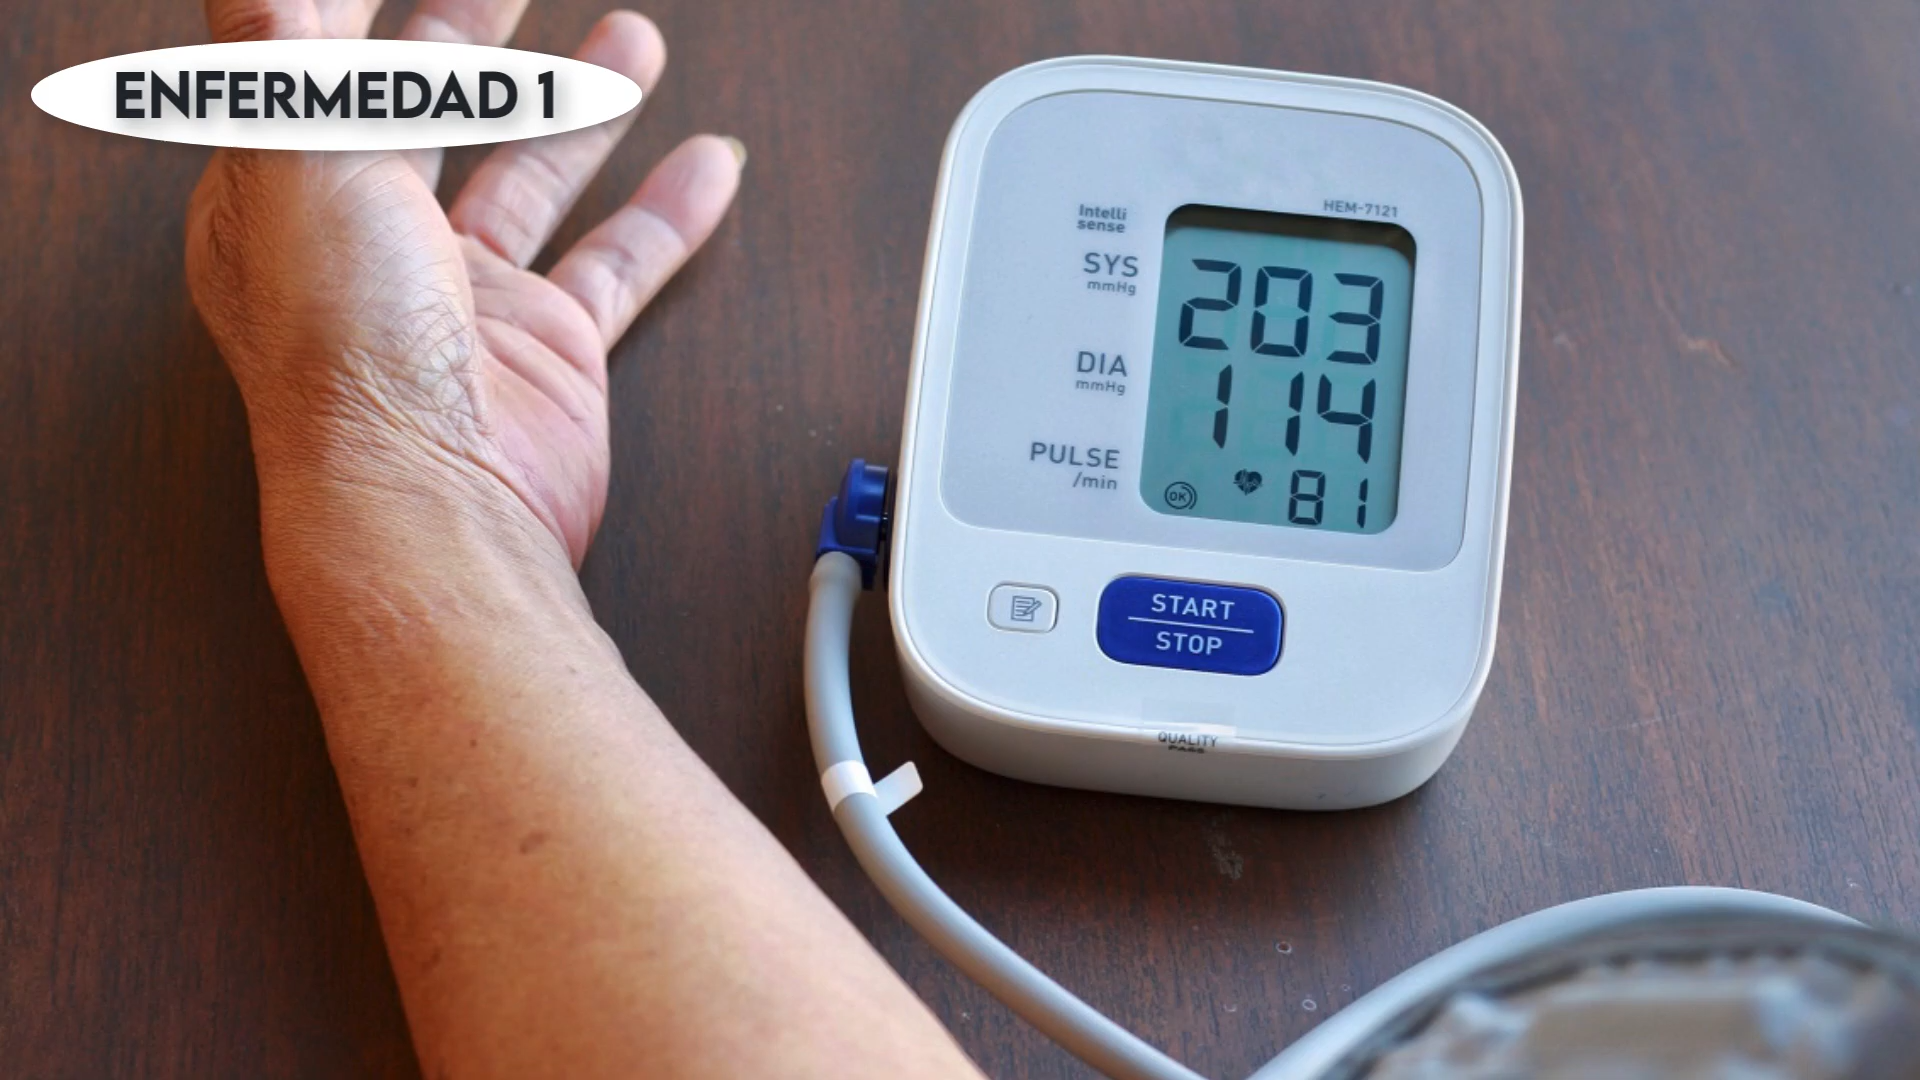 ENFERMEDAD 1
HEM-7121
Intelli
sense
SYS
mmHg
203
DIA
mmHg
114
PULSE
/min
OK
81
START
STOP
QUALITY
PASS